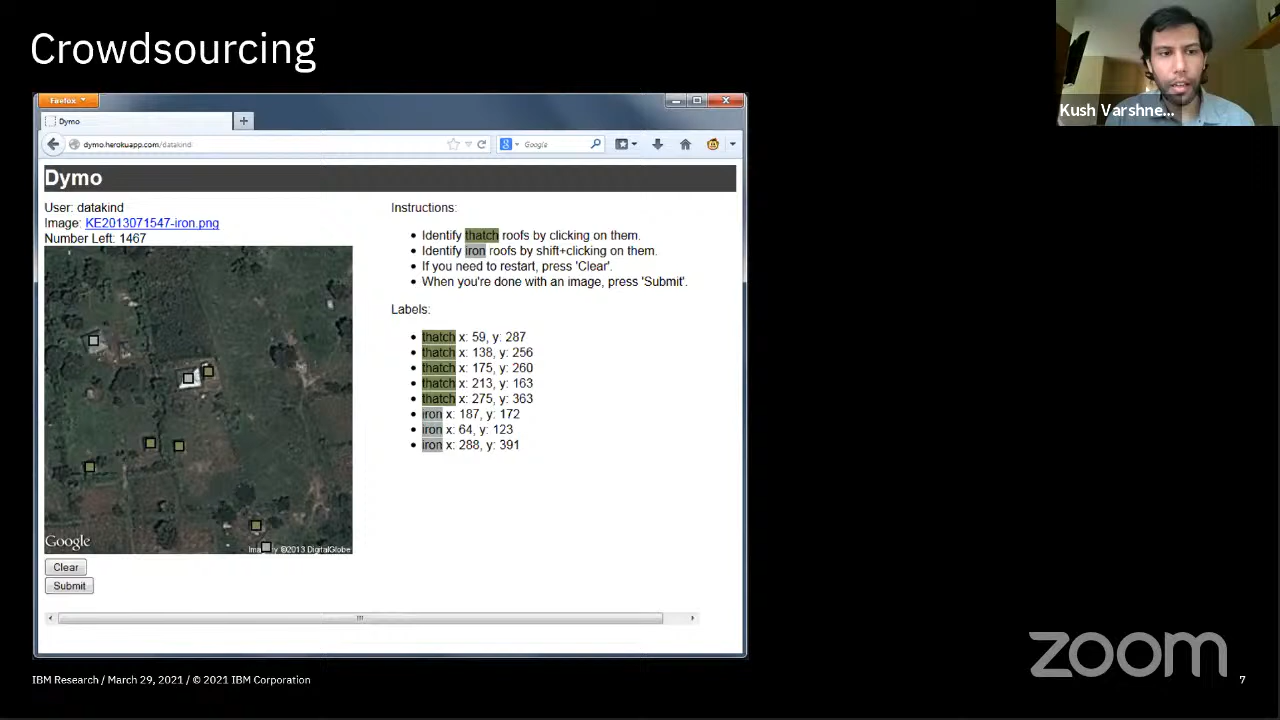 Crowdsourcing
Kush Varshne...
Firefox
Dymo
dymo.herokuapp.com/datakind
Google
Dymo
User: datakind
Image: KE2013071547-iron.png
Number Left: 1467
Instructions:
Identify thatch roofs by clicking on them.
Identify iron roofs by shift+clicking on them.
If you need to restart, press 'Clear'.
When you're done with an image, press 'Submit'.
Labels:
thatch x: 59, y: 287
thatch x: 138, y: 256
thatch x: 175, y: 260
thatch x: 213, y: 163
thatch x: 275, y: 363
iron x: 187, y: 172
iron x: 64, y: 123
iron x: 288, y: 391
Google
©2013 DigitalGlobe
Clear
Submit
zoom
IBM Research / March 29, 2021 / © 2021 IBM Corporation
7